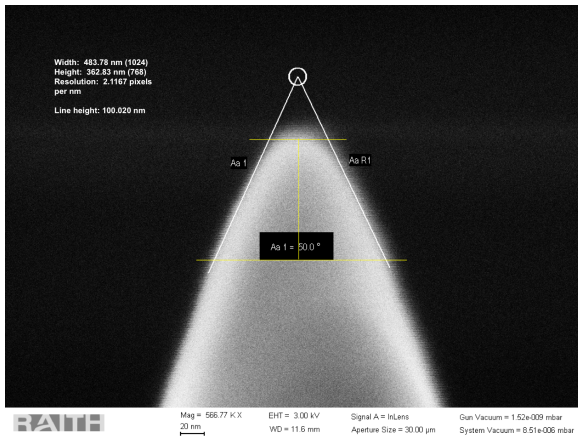 Width: 483.78 nm (1024)
Height: 362.83 nm (768)
Resolution: 2.1167 pixels
per nm
Line height: 100.020 nm
Aa 1
Aa R1
Aa 1 = 50.0 °
RAITH
Mag = 566.77 K X
EHT = 3.00 kV
Signal A = InLens
Gun Vacuum = 1.52e-009 mbar
20 nm
WD = 11.6 mm
Aperture Size = 30.00 µm
System Vacuum = 8.51e-006 mbar